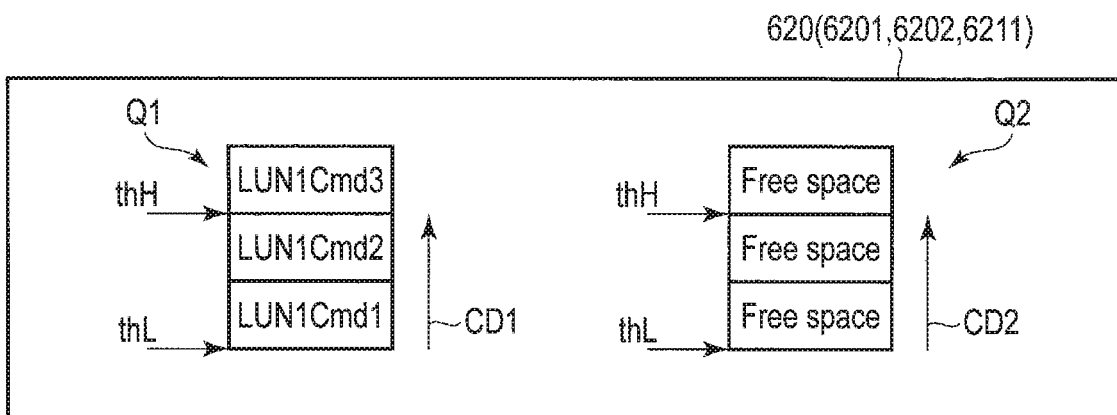 620(6201,6202,6211)
Q1
Q2
LUN1Cmd3
Free space
thH
thH
LUN1Cmd2
Free space
LUN1Cmd1
CD1
Free space
CD2
thL
thL